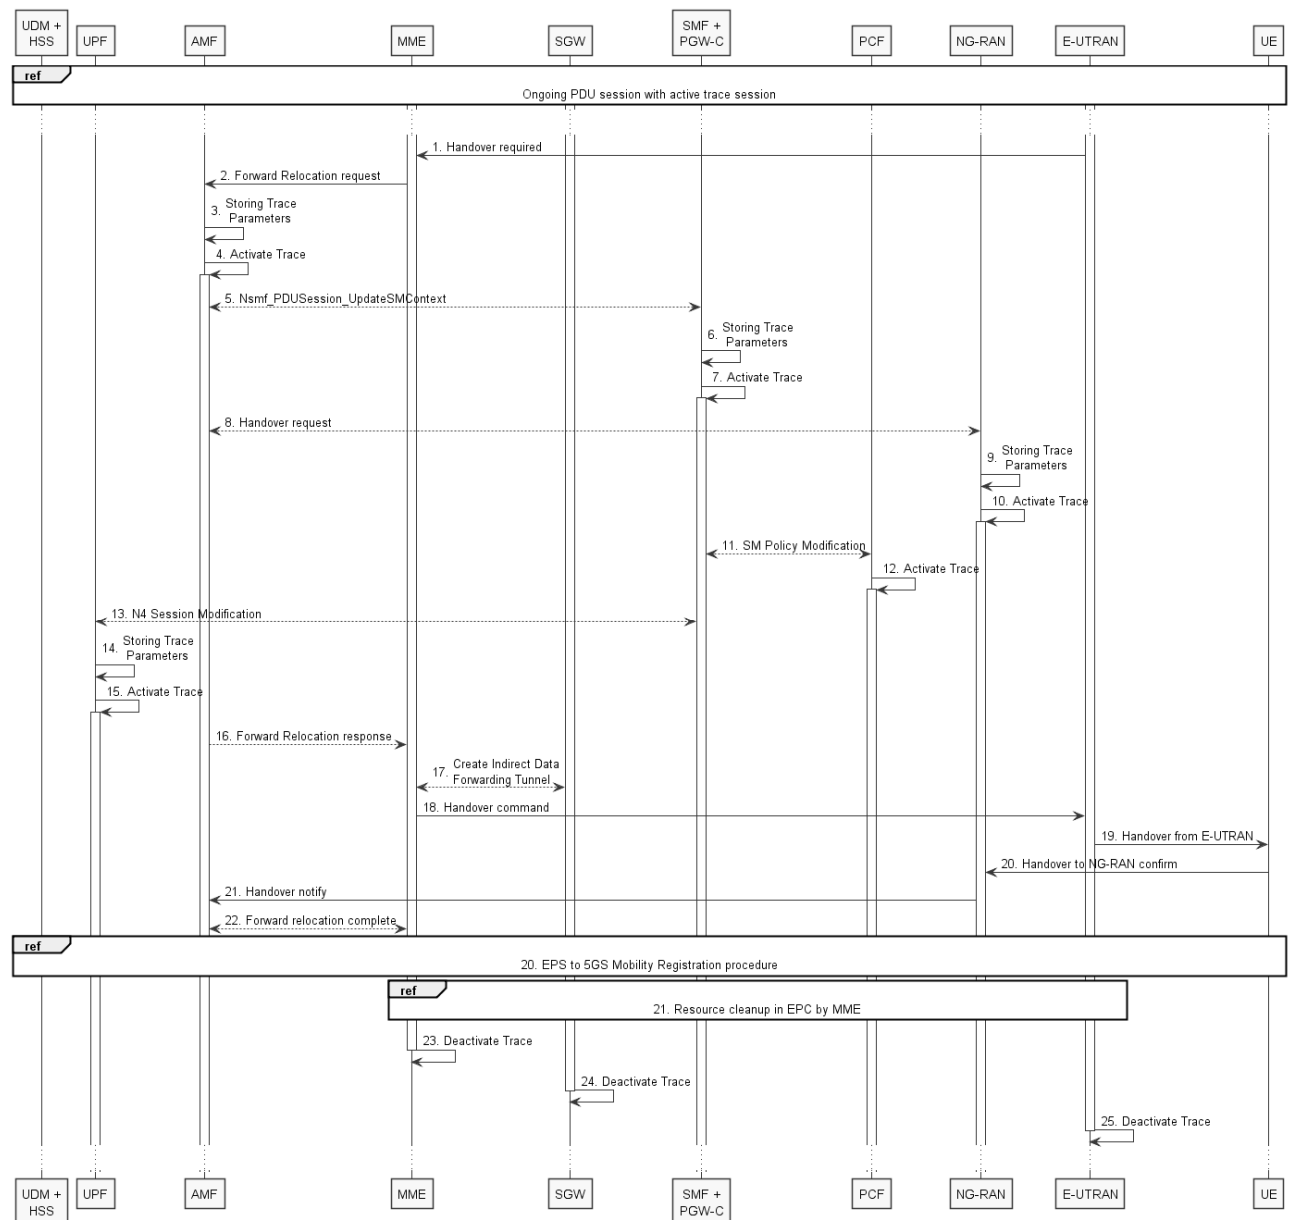 UDM +
HSS
UPF
AMF
MME
SGW
SMF +
PGW-C
PCF
NG-RAN
E-UTRAN
UE
ref
Ongoing PDU session with active trace session
1. Handover required
2. Forward Relocation request
3. Storing Trace
Parameters
4. Activate Trace
5. Nsmf_PDUSession_UpdateSMContext
6. Storing Trace
Parameters
7. Activate Trace
8. Handover request
9. Storing Trace
Parameters
10. Activate Trace
11. SM Policy Modification
12. Activate Trace
13. N4 Session Modification
14. Storing Trace
Parameters
15. Activate Trace
16. Forward Relocation response
17. Create Indirect Data
Forwarding Tunnel
18. Handover command
19. Handover from E-UTRAN
20. Handover to NG-RAN confirm
21. Handover notify
22. Forward relocation complete
ref
20. EPS to 5GS Mobility Registration procedure
ref
21. Resource cleanup in EPC by MME
23. Deactivate Trace
24. Deactivate Trace
25. Deactivate Trace
UDM +
HSS
UPF
AMF
MME
SGW
SMF +
PGW-C
PCF
NG-RAN
E-UTRAN
UE